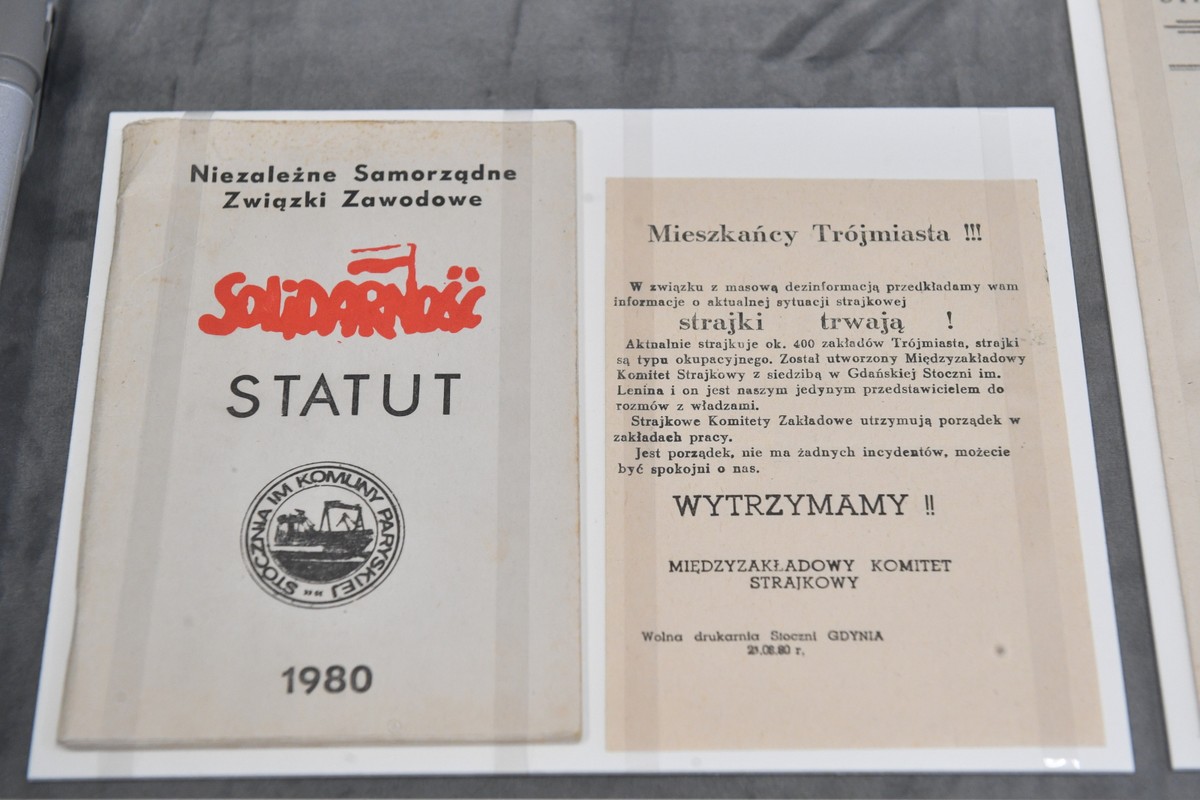 Niezależne Samorządne
Związki Zawodowe
SOLiDARNOŚĆ
STATUT
STOCZNIA IM KOMUNY PARYSKIEJ
1980
Mieszkańcy Trójmiasta !!!
W związku z masową dezinformacją przedkładamy wam
informacje o aktualnej sytuacji strajkowej
strajki trwają !
Aktualnie strajkuje ok. 400 zakładów Trójmiasta, strajki
są typu okupacyjnego. Został utworzony Międzyzakładowy
Komitet Strajkowy z siedzibą w Gdańskiej Stoczni im.
Lenina i on jest naszym jedynym przedstawicielem do
rozmów z władzami.
Strajkowe Komitety Zakładowe utrzymują porządek w
zakładach pracy.
Jest porządek, nie ma żadnych incydentów, możecie
być spokojni o nas.
WYTRZYMAMY !!
MIĘDZYZAKŁADOWY KOMITET
STRAJKOWY
Wolna drukarnia Stoczni GDYNIA
21.08.80 r.